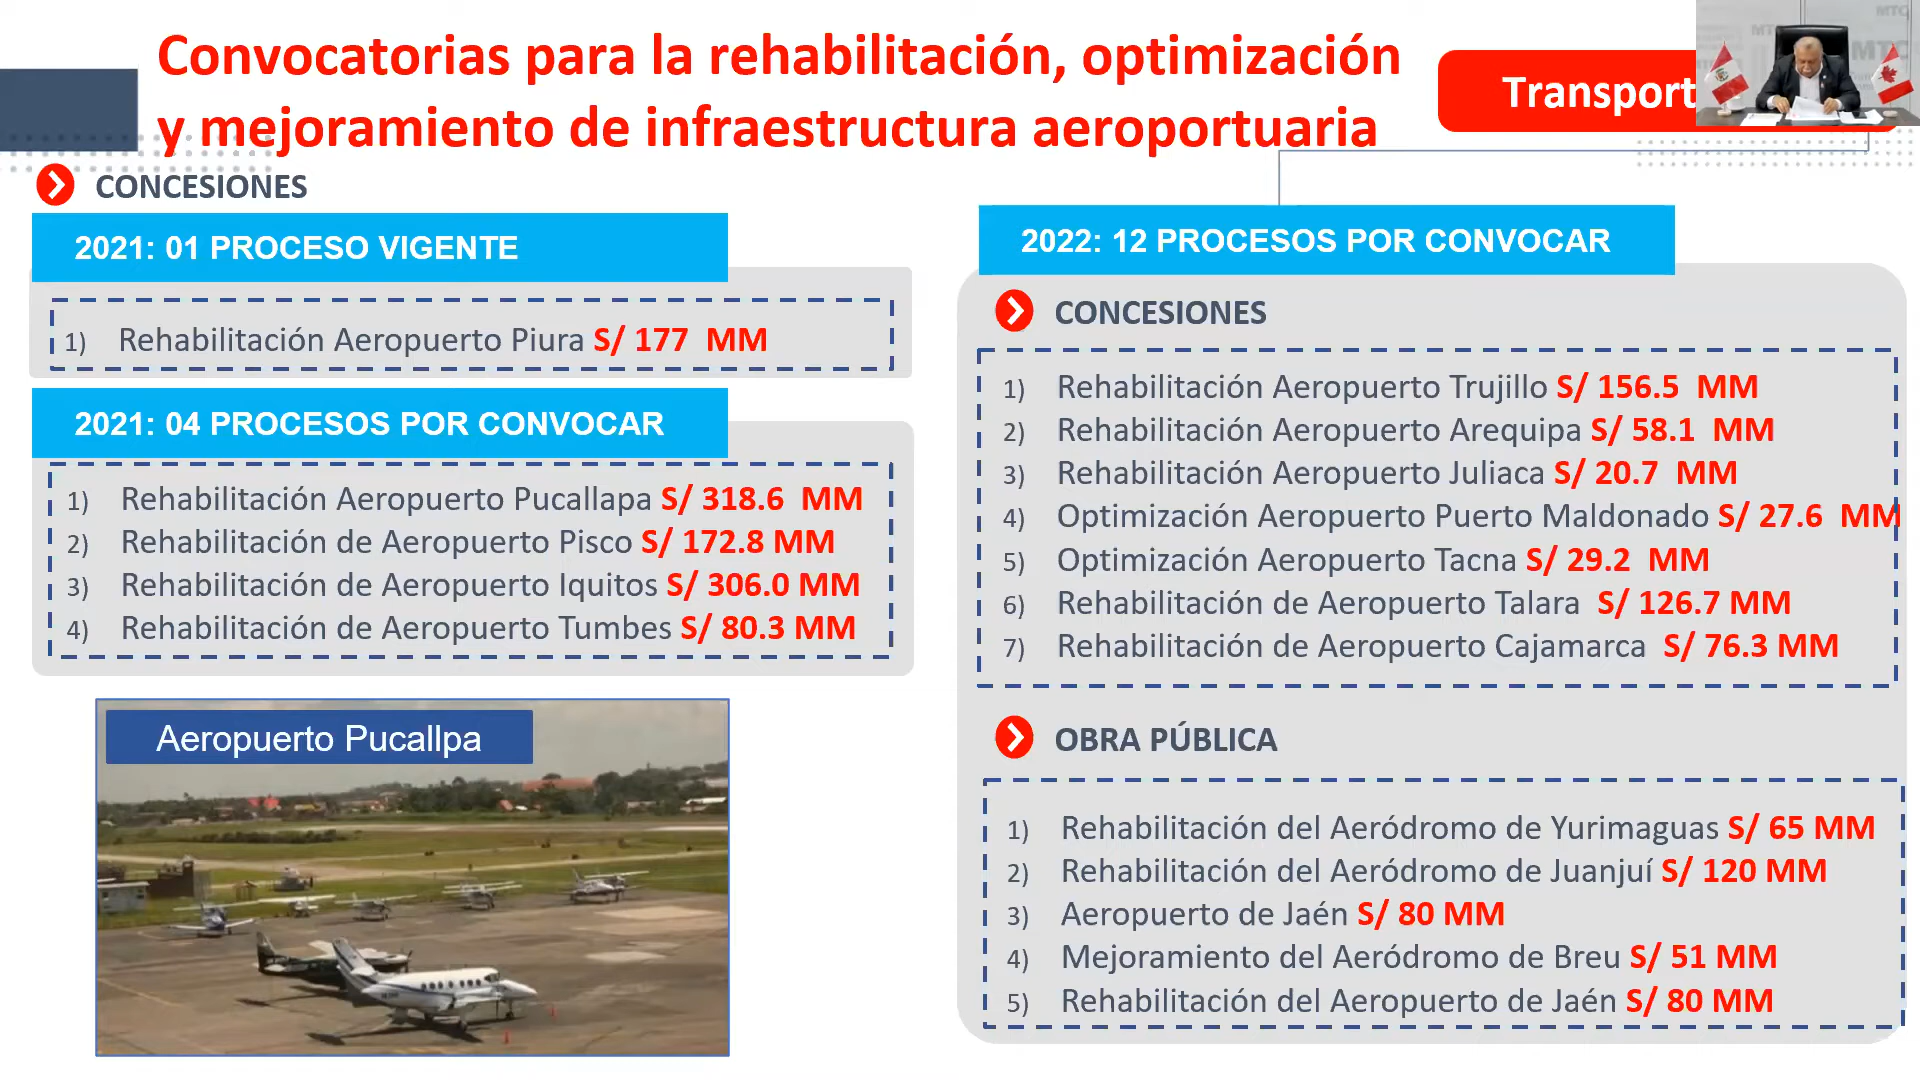 Convocatorias para la rehabilitación, optimización
y mejoramiento de infraestructura aeroportuaria
Transport
MTC
MTC
CONCESIONES
2021: 01 PROCESO VIGENTE
1) Rehabilitación Aeropuerto Piura S/ 177 MM
2021: 04 PROCESOS POR CONVOCAR
1) Rehabilitación Aeropuerto Pucallapa S/ 318.6 MM
2) Rehabilitación de Aeropuerto Pisco S/ 172.8 MM
3) Rehabilitación de Aeropuerto Iquitos S/ 306.0 MM
4) Rehabilitación de Aeropuerto Tumbes S/ 80.3 MM
Aeropuerto Pucallpa
2022: 12 PROCESOS POR CONVOCAR
CONCESIONES
1) Rehabilitación Aeropuerto Trujillo S/ 156.5 MM
2) Rehabilitación Aeropuerto Arequipa S/ 58.1 MM
3) Rehabilitación Aeropuerto Juliaca S/ 20.7 MM
4) Optimización Aeropuerto Puerto Maldonado S/ 27.6 MM
5) Optimización Aeropuerto Tacna S/ 29.2 MM
6) Rehabilitación de Aeropuerto Talara S/ 126.7 MM
7) Rehabilitación de Aeropuerto Cajamarca S/ 76.3 MM
OBRA PÚBLICA
1) Rehabilitación del Aeródromo de Yurimaguas S/ 65 MM
2) Rehabilitación del Aeródromo de Juanjuí S/ 120 MM
3) Aeropuerto de Jaén S/ 80 MM
4) Mejoramiento del Aeródromo de Breu S/ 51 MM
5) Rehabilitación del Aeropuerto de Jaén S/ 80 MM